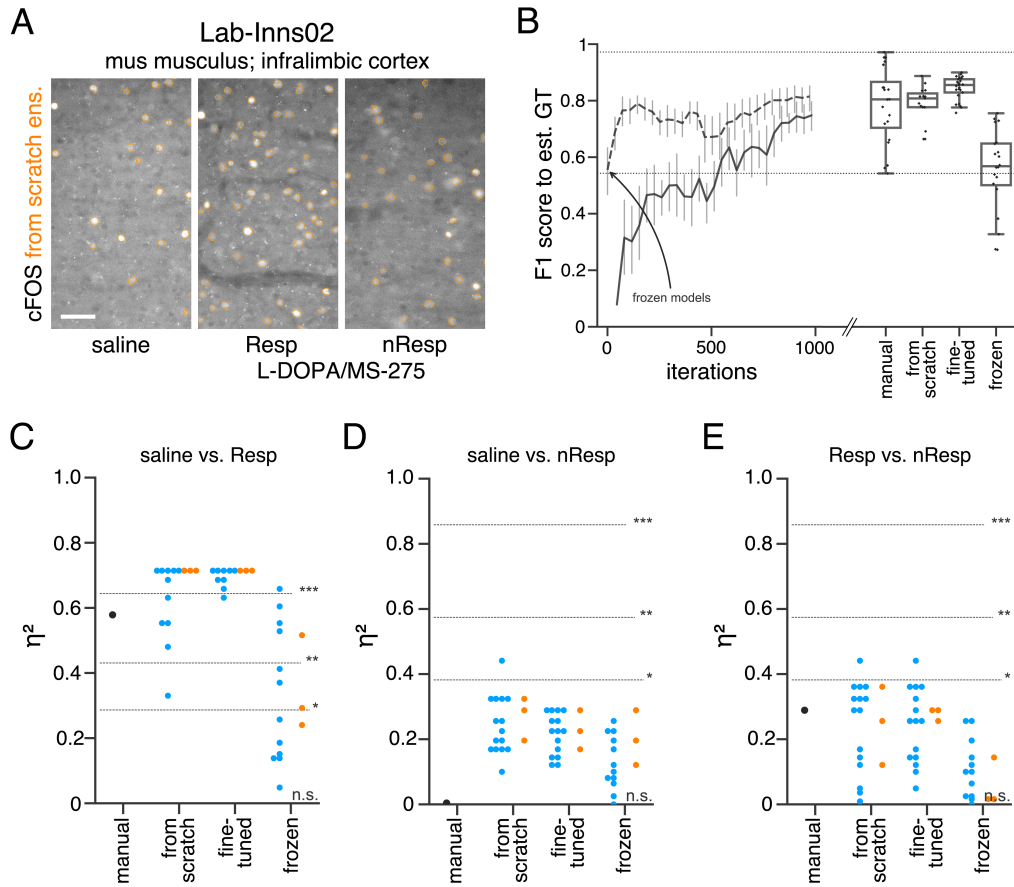 A
Lab-Inns02
mus musculus; infralimbic cortex
cFOS from scratch ens.
saline
Resp
nResp
L-DOPA/MS-275
B
F1 score to est. GT
1
0.8
0.6
0.4
0.2
0
frozen models
0
500
1000
iterations
manual
from
scratch
fine-
tuned
frozen
C
saline vs. Resp
η²
1.0
0.8
0.6
0.4
0.2
0
***
**
*
n.s.
manual
from
scratch
fine-
tuned
frozen
D
saline vs. nResp
η²
1.0
0.8
0.6
0.4
0.2
0
***
**
*
n.s.
manual
from
scratch
fine-
tuned
frozen
E
Resp vs. nResp
η²
1.0
0.8
0.6
0.4
0.2
0
***
**
*
n.s.
manual
from
scratch
fine-
tuned
frozen